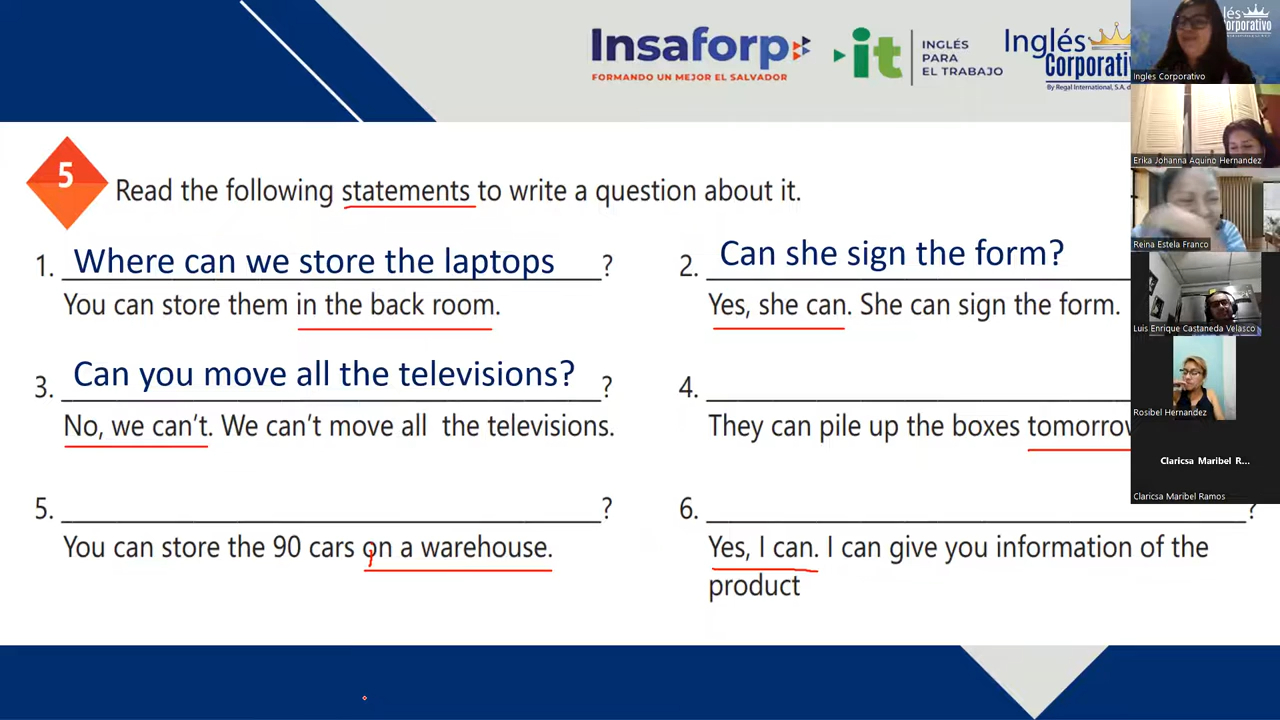 Insaforp
FORMANDO UN MEJOR EL SALVADOR
it
INGLÉS
PARA
EL TRABAJO
Inglés
Corporativo
By Regal International, S.A. d
lés
Corporativo
Ingles Corporativo
Erika Johanna Aquino Hernandez
Reina Estela Franco
Luis Enrique Castaneda Velasco
Rosibel Hernandez
Claricsa Maribel R...
Claricsa Maribel Ramos
5 Read the following statements to write a question about it.
1. Where can we store the laptops ?
You can store them in the back room.
2. Can she sign the form?
Yes, she can. She can sign the form.
3. Can you move all the televisions? ?
No, we can't. We can't move all the televisions.
4.
They can pile up the boxes tomorrow
5. ?
You can store the 90 cars on a warehouse.
6. ?
Yes, I can. I can give you information of the
product